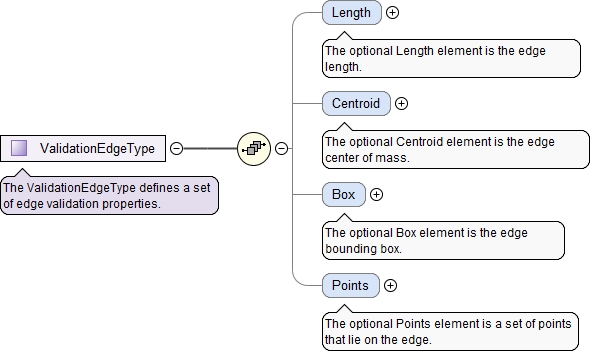 Length
The optional Length element is the edge
length.
Centroid
The optional Centroid element is the edge
center of mass.
ValidationEdgeType
The ValidationEdgeType defines a set
of edge validation properties.
Box
The optional Box element is the edge
bounding box.
Points
The optional Points element is a set of points
that lie on the edge.